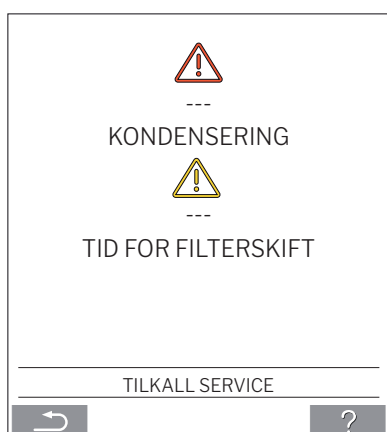 ---
KONDENSERING
---
TID FOR FILTERSKIFT
TILKALL SERVICE
?